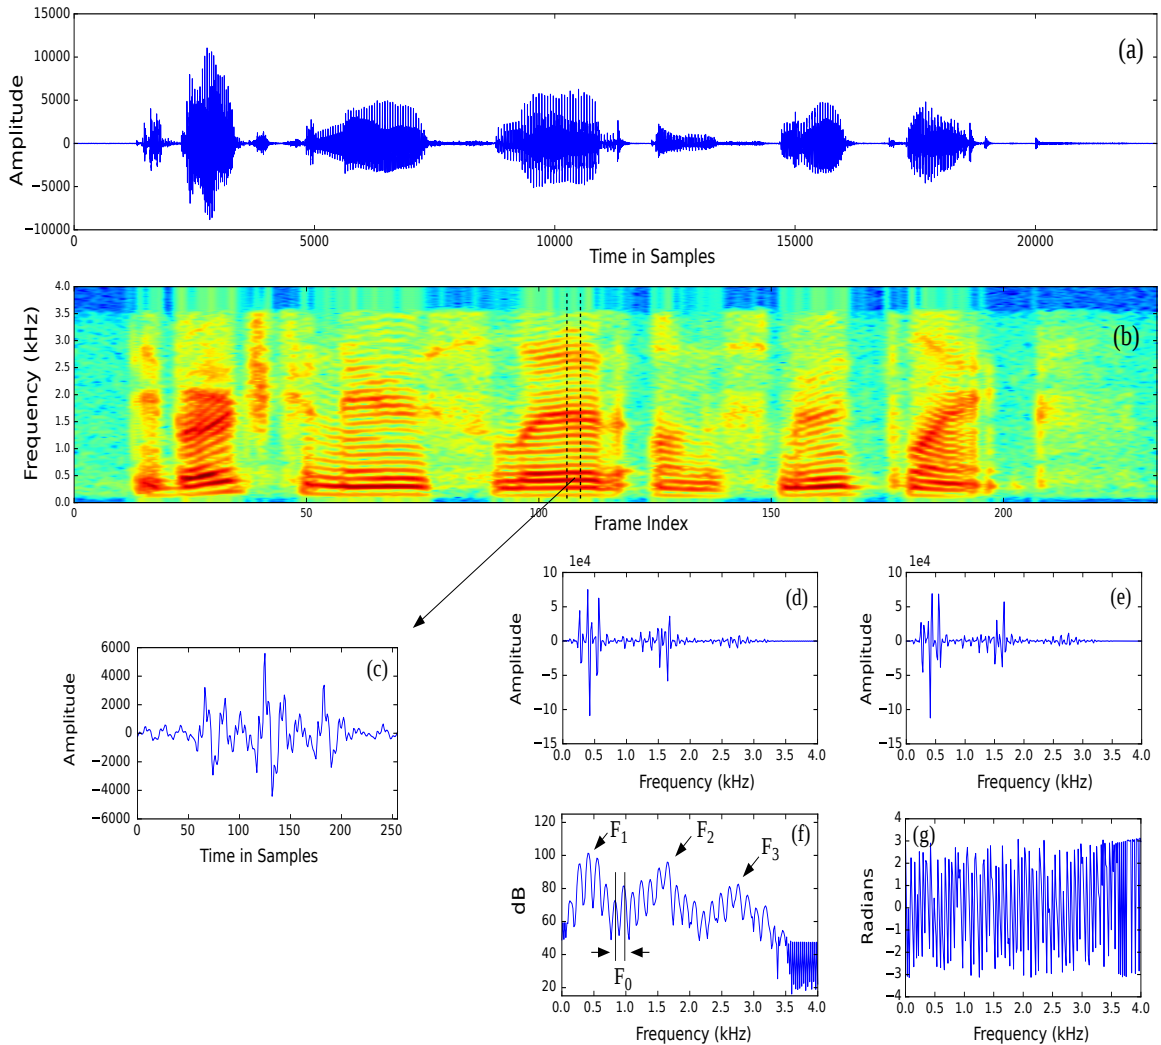 15000
10000
5000
0
−5000
−10000
Amplitude
(a)
0 5000 10000 15000 20000
Time in Samples
4.0
3.5
3.0
2.5
2.0
1.5
1.0
0.5
0.0
Frequency (kHz)
(b)
0 50 100 150 200
Frame Index
6000
4000
2000
0
−2000
−4000
−6000
Amplitude
(c)
0 50 100 150 200 250
Time in Samples
1e4
10
5
0
−5
−10
−15
Amplitude
(d)
0.0 0.5 1.0 1.5 2.0 2.5 3.0 3.5 4.0
Frequency (kHz)
1e4
10
5
0
−5
−10
−15
Amplitude
(e)
0.0 0.5 1.0 1.5 2.0 2.5 3.0 3.5 4.0
Frequency (kHz)
120
100
80
60
40
20
dB
F1
F2
F3
(f)
F0
0.0 0.5 1.0 1.5 2.0 2.5 3.0 3.5 4.0
Frequency (kHz)
4
3
2
1
0
−1
−2
−3
−4
Radians
(g)
0.0 0.5 1.0 1.5 2.0 2.5 3.0 3.5 4.0
Frequency (kHz)